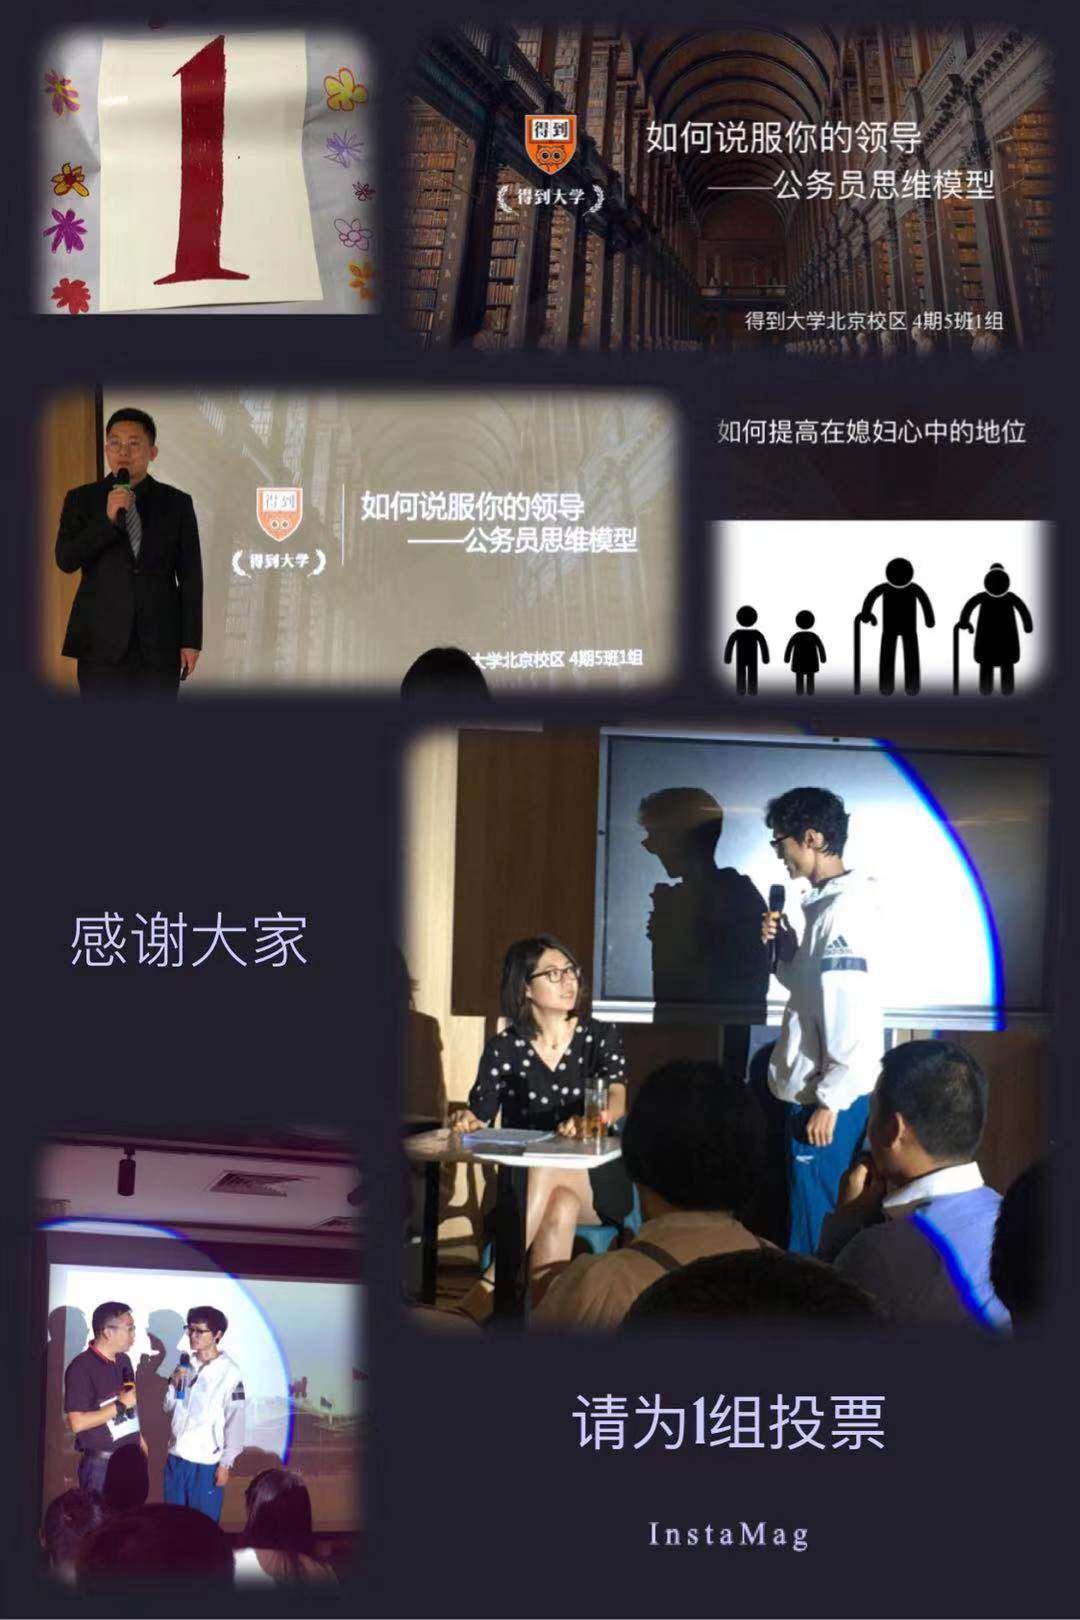 1
得到
得到大学
如何说服你的领导
——公务员思维模型
得到大学北京校区 4期5班1组
得到
得到大学
如何说服你的领导
——公务员思维模型
大学北京校区 4期5班1组
如何提高在媳妇心中的地位
adidas
感谢大家
请为1组投票
InstaMag